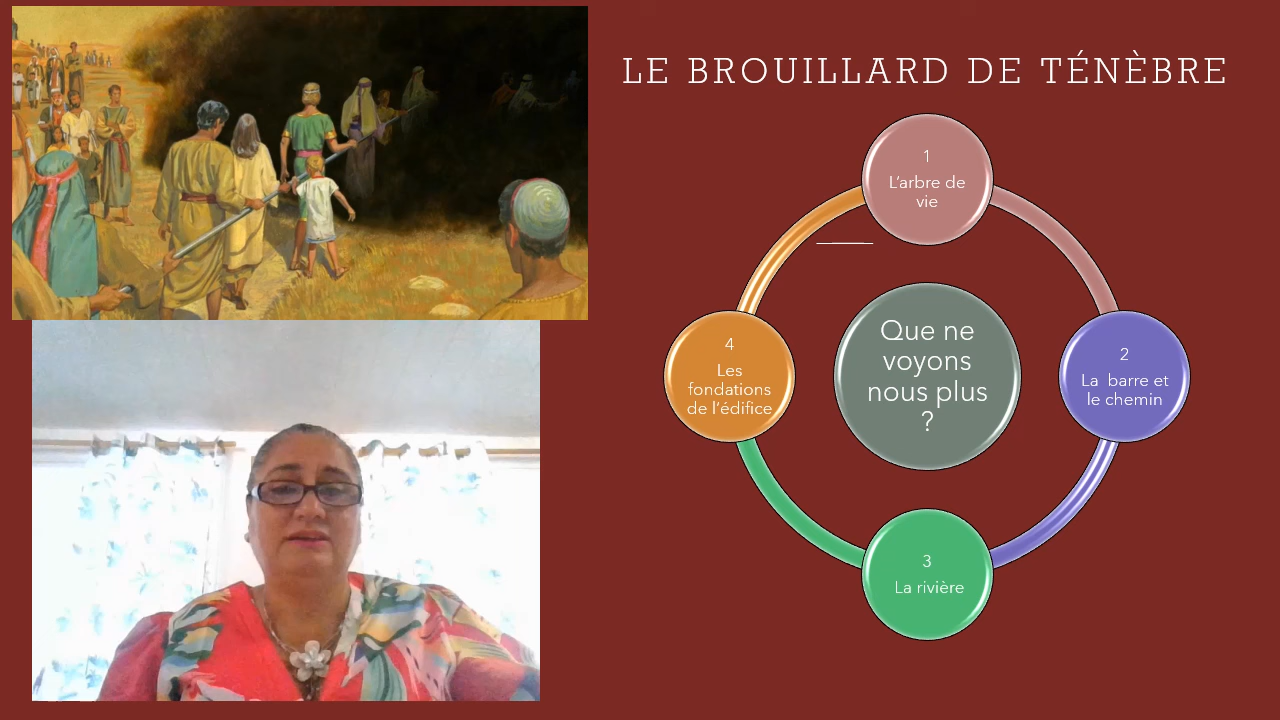 LE BROUILLARD DE TÉNÈBRE
1
L'arbre de
vie
2
La  barre et
le chemin
3
La rivière
4
Les
fondations
de l'édifice
Que ne
voyons
nous plus
?